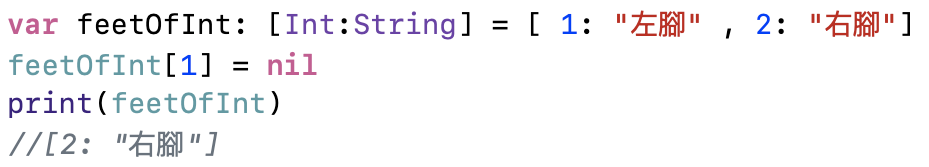 var feetOfInt: [Int:String] = [ 1: "左腳" , 2: "右腳"]
feetOfInt[1] = nil
print(feetOfInt)
//[2: "右腳"]